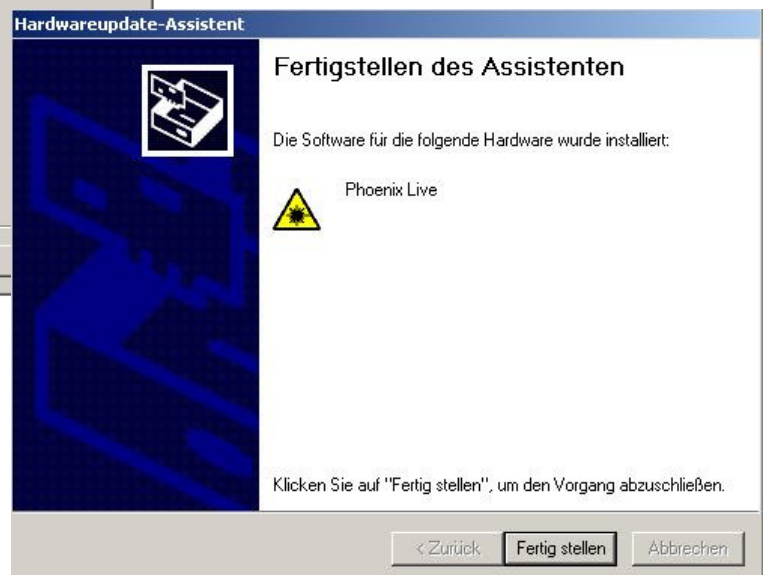 Hardwareupdate-Assistent
Fertigstellen des Assistenten
Die Software für die folgende Hardware wurde installiert:
Phoenix Live
Klicken Sie auf "Fertig stellen", um den Vorgang abzuschließen.
< Zurück Fertig stellen Abbrechen